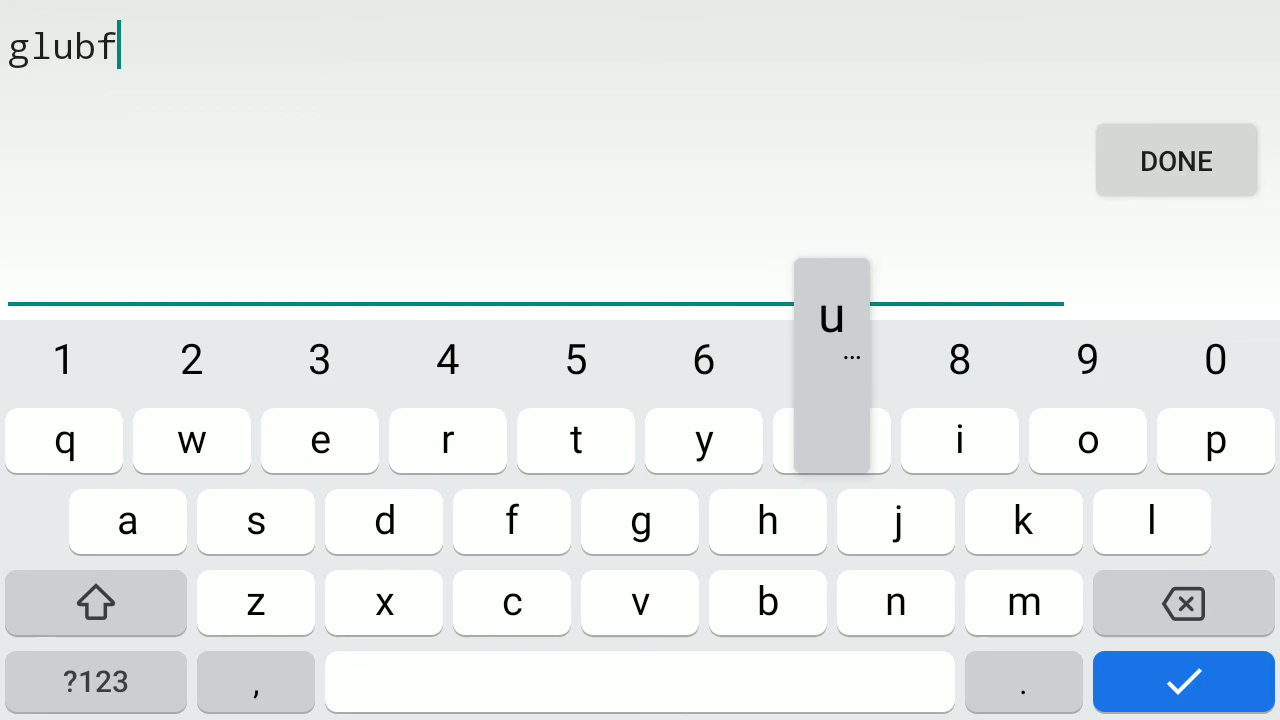 glubf
DONE
u
...
1 2 3 4 5 6 8 9 0
q w e r t y i o p
a s d f g h j k l
z x c v b n m
?123 , .